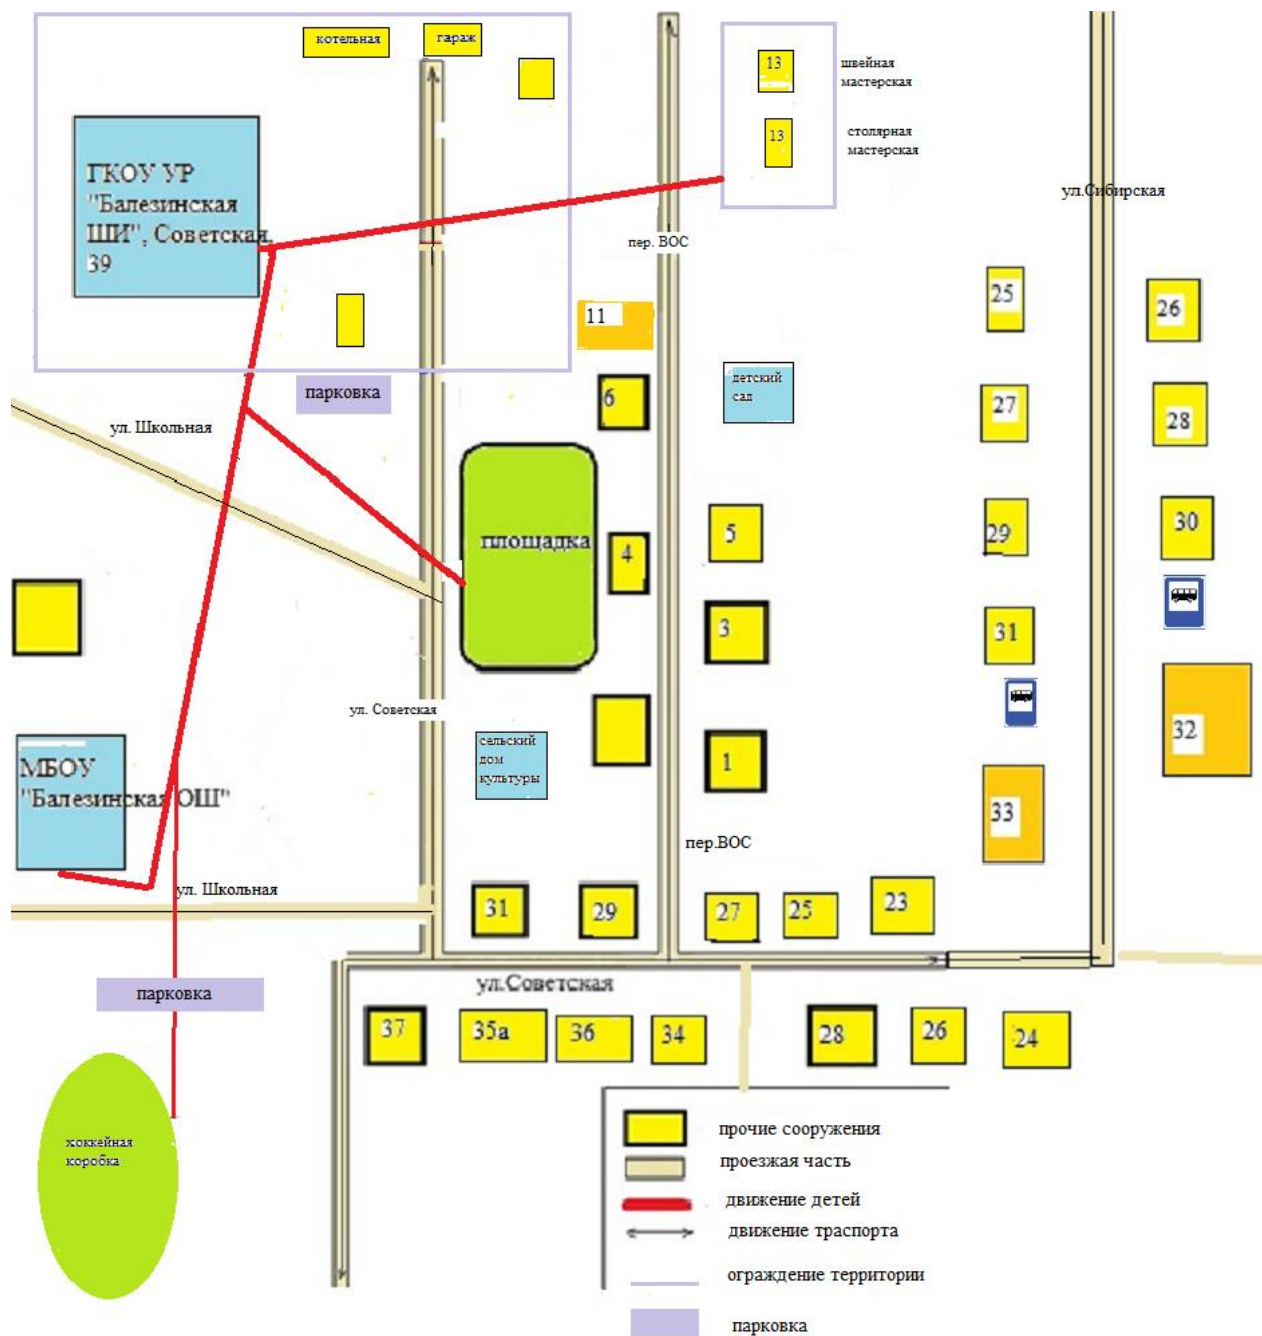 котельная
гараж
13
швейная
мастерская
13
столярная
мастерская
ГКОУ УР
"Балезинская
ШИ", Советская,
39
ул.Сибирская
пер. ВОС
25
26
11
детский
сад
6
парковка
27
28
ул. Школьная
5
29
30
площадка
4
3
31
ул. Советская
32
сельский
дом
культуры
1
МБОУ
"Балезинская ОШ"
33
пер.ВОС
ул. Школьная
31
29
27
25
23
ул.Советская
парковка
37
35а
36
34
28
26
24
хоккейная
коробка
прочие сооружения
проезжая часть
движение детей
движение траспорта
ограждение территории
парковка